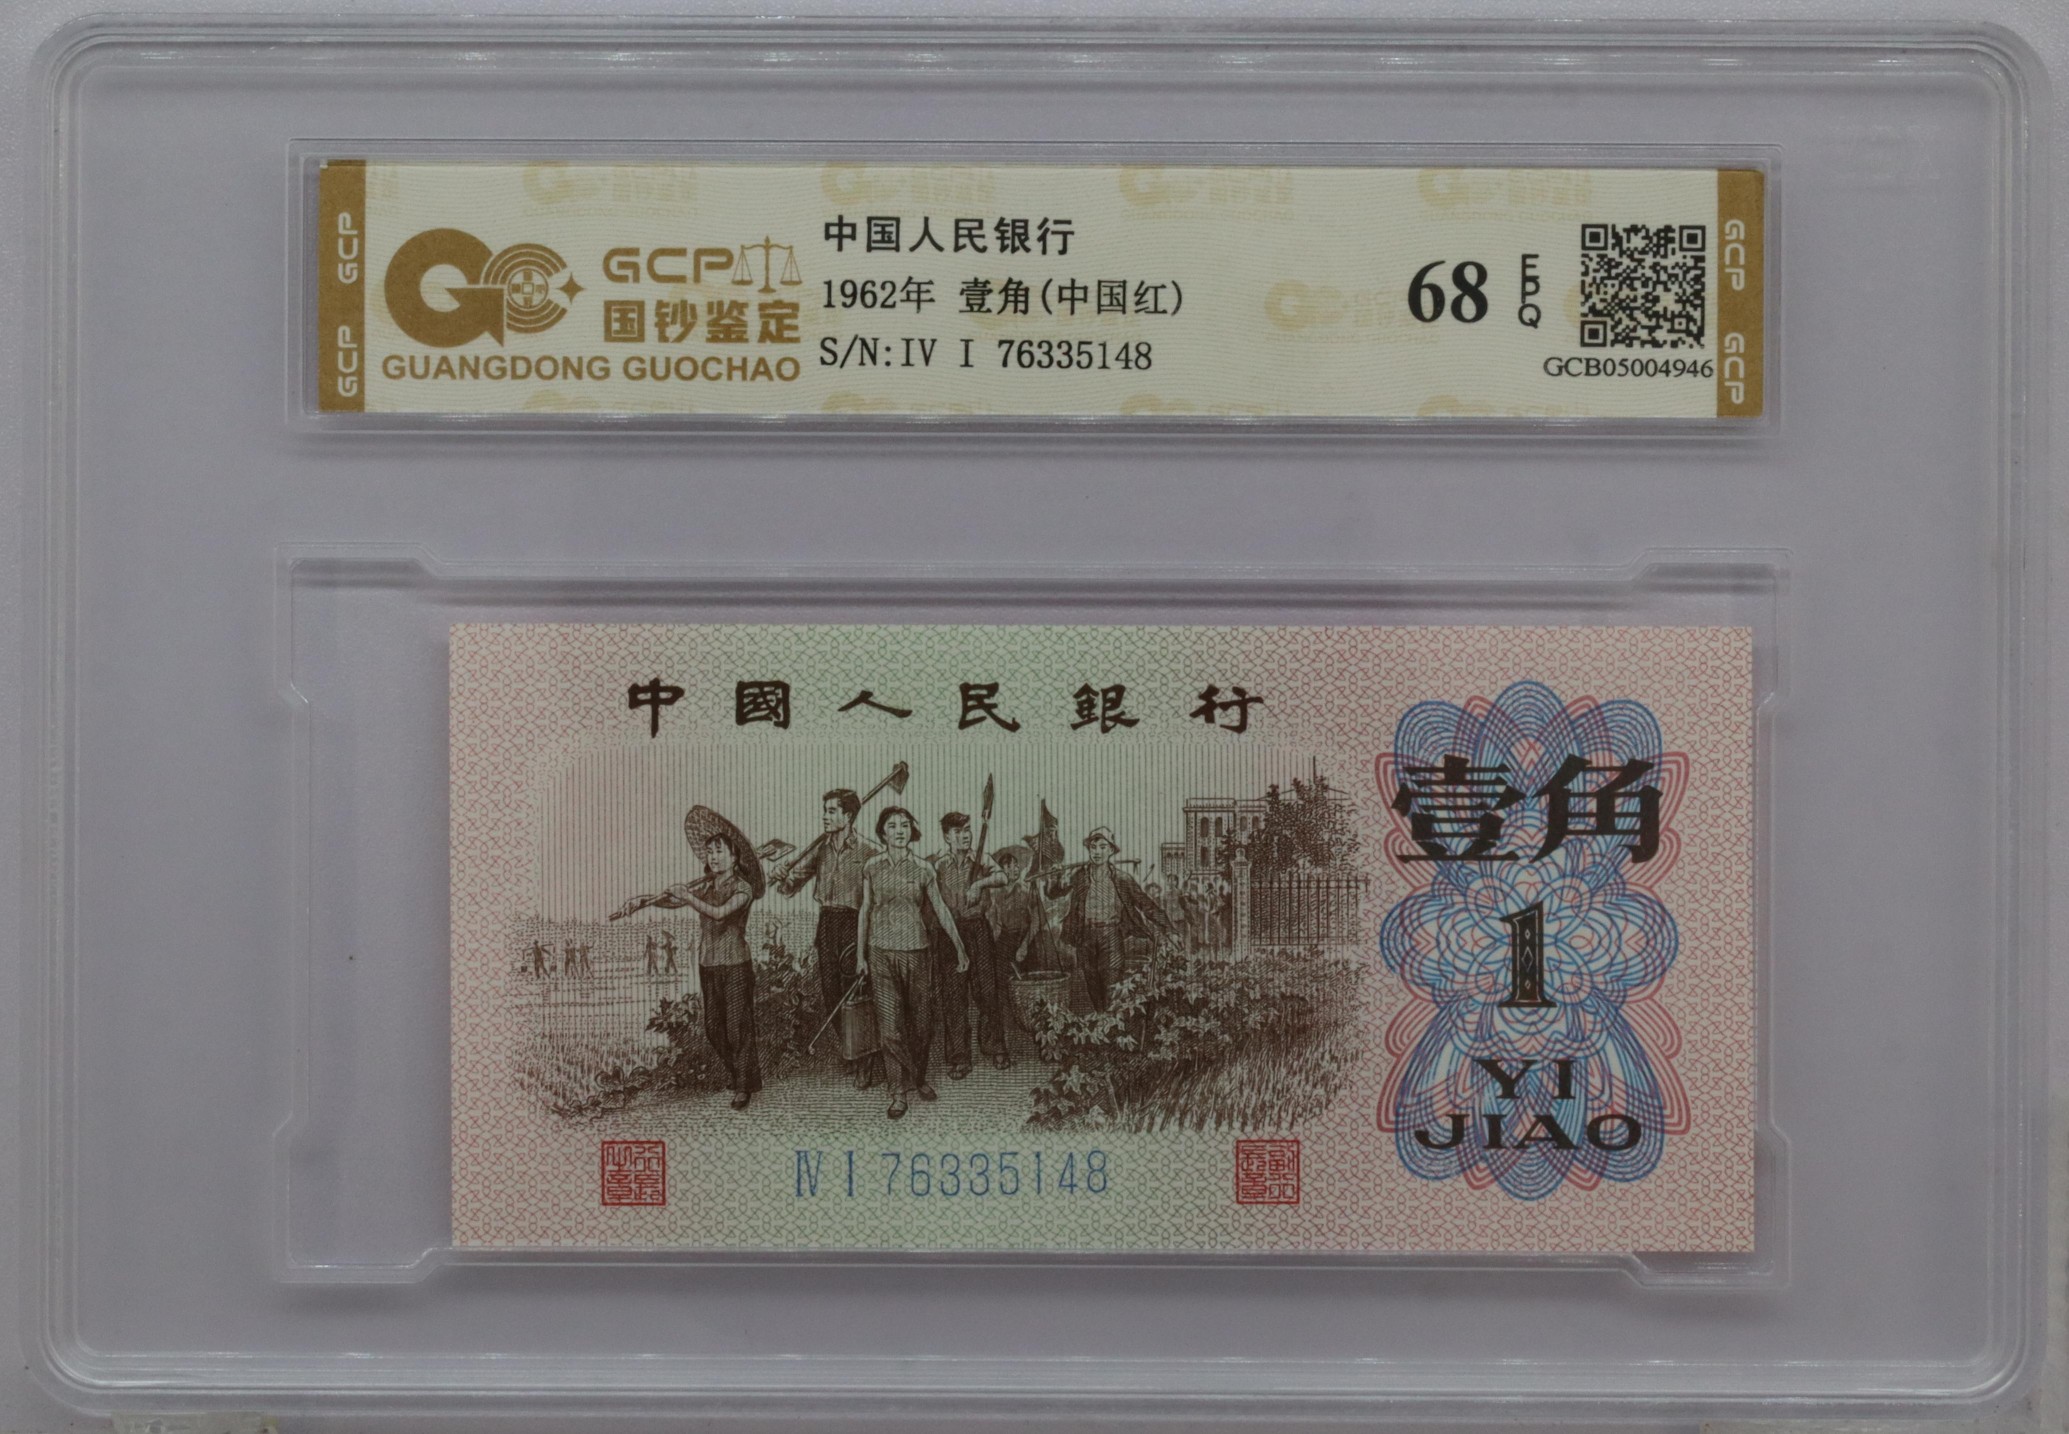 GCP
GCP
GCP
国钞鉴定
GUANGDONG GUOCHAO
中国人民银行
1962年 壹角(中国红)
S/N:IV I 76335148
68 EPQ
GCB05004946
GCP
GCP
中國人民銀行
壹角
1
YI
JIAO
Ⅳ Ⅰ 76335148